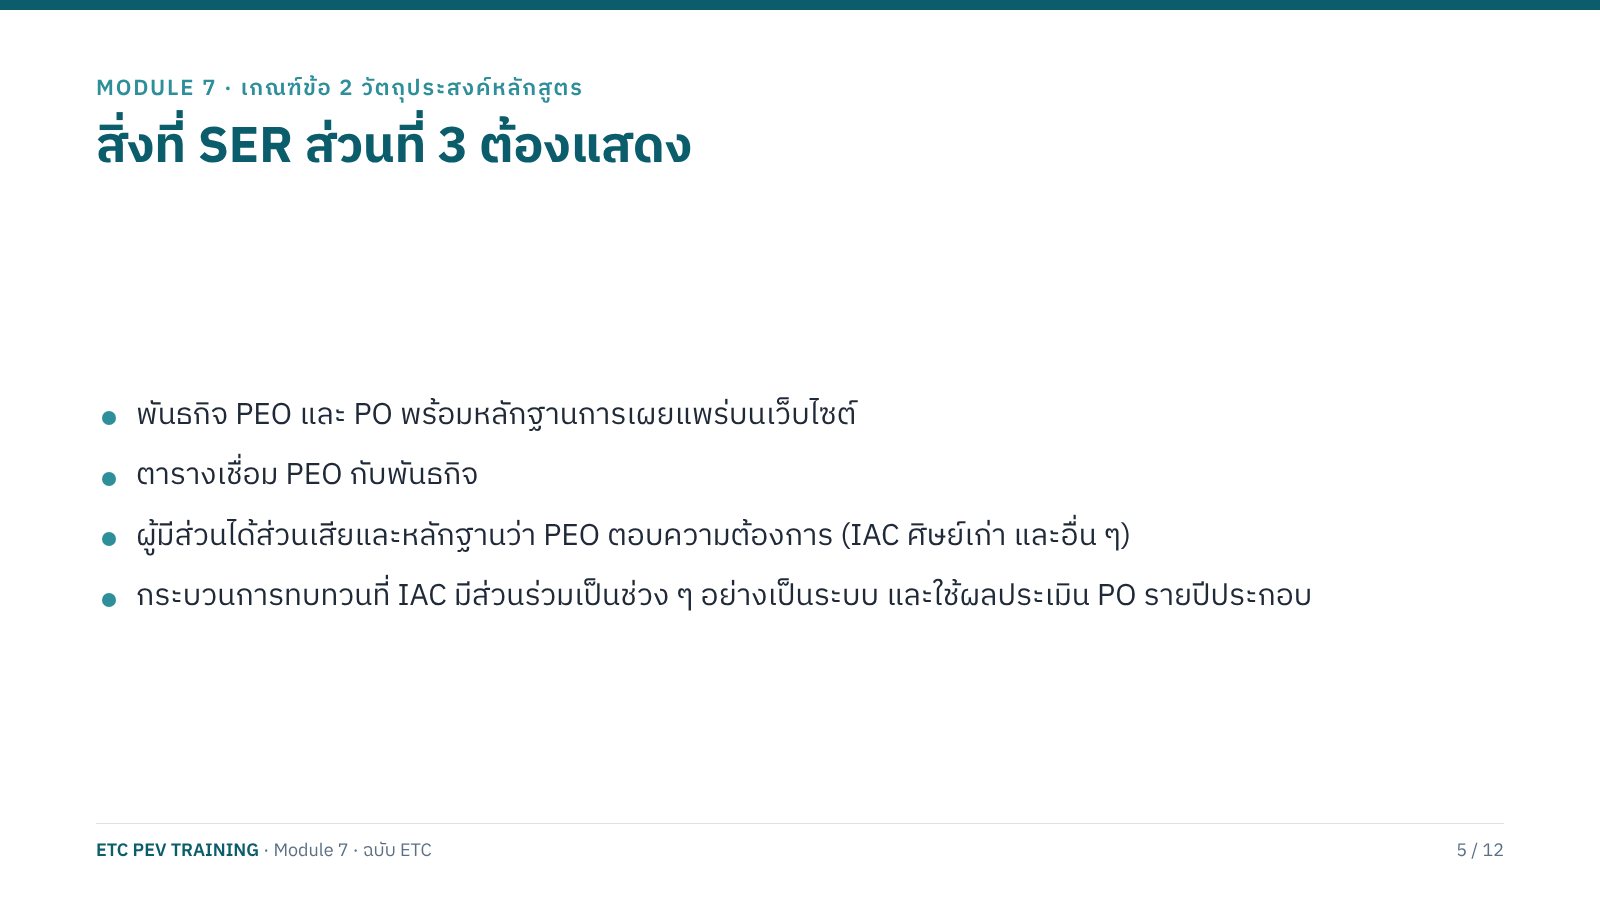 MODULE 7 · เกณฑ์ข้อ 2 วัตถุประสงค์หลักสูตร
สิ่งที่ SER ส่วนที่ 3 ต้องแสดง
พันธกิจ PEO และ PO พร้อมหลักฐานการเผยแพร่บนเว็บไซต์
ตารางเชื่อม PEO กับพันธกิจ
ผู้มีส่วนได้ส่วนเสียและหลักฐานว่า PEO ตอบความต้องการ (IAC ศิษย์เก่า และอื่น ๆ)
กระบวนการทบทวนที่ IAC มีส่วนร่วมเป็นช่วง ๆ อย่างเป็นระบบ และใช้ผลประเมิน PO รายปีประกอบ
ETC PEV TRAINING · Module 7 · ฉบับ ETC
5 / 12